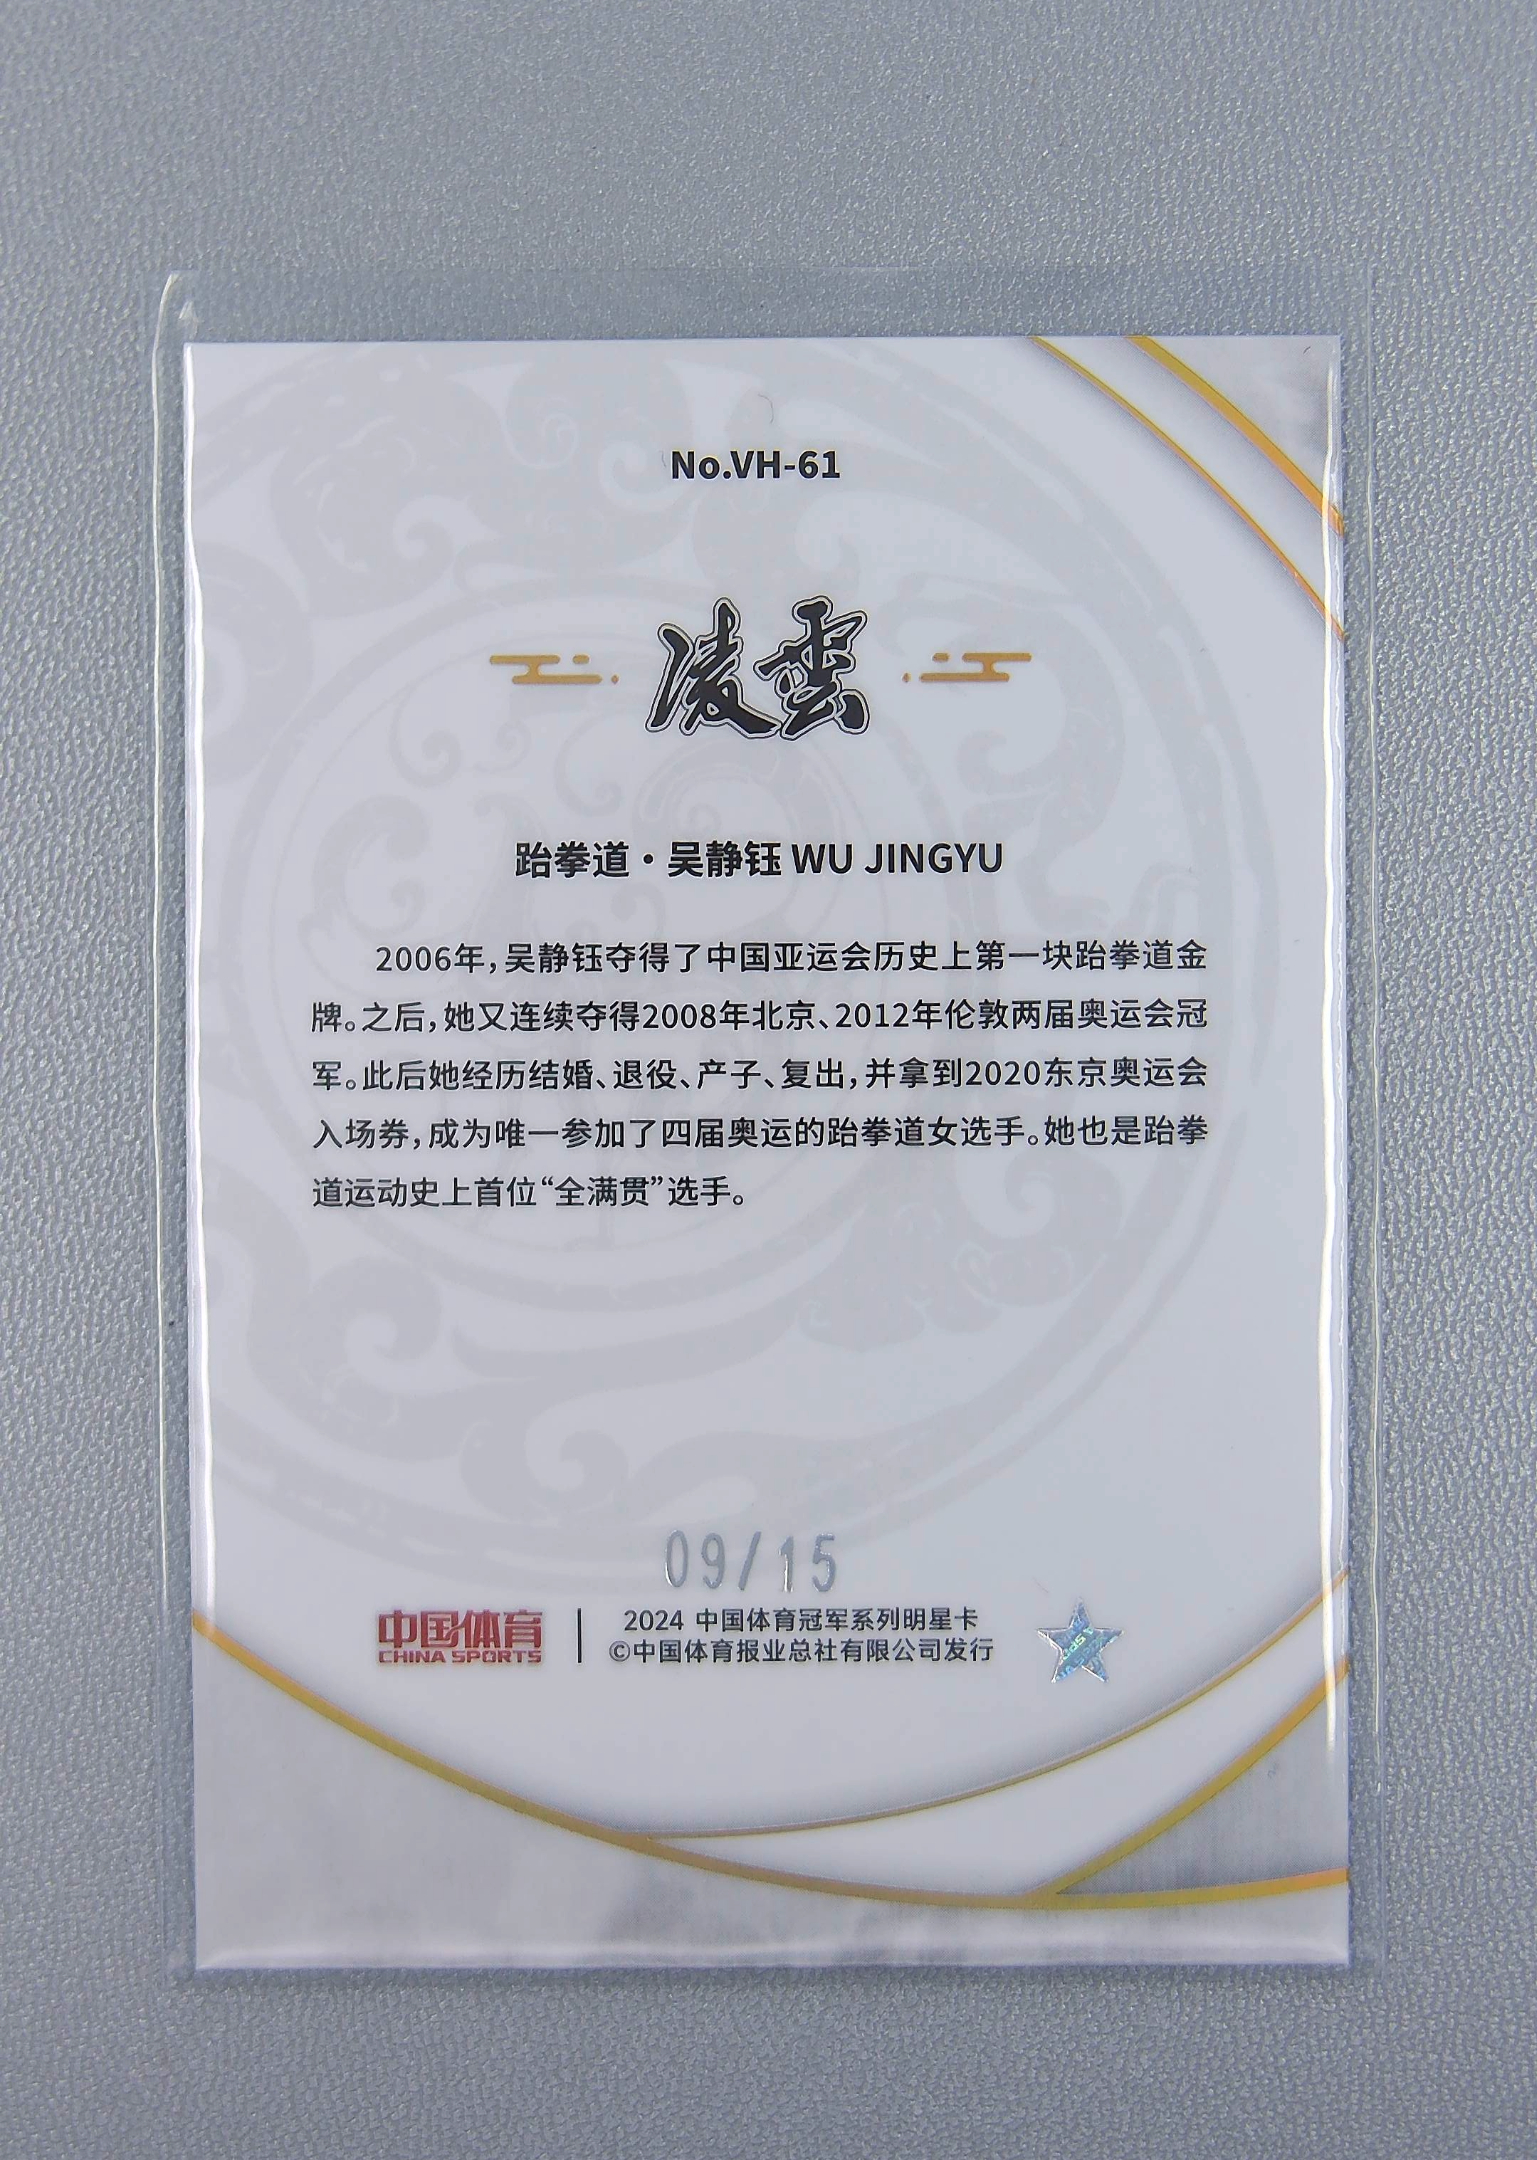 No.VH-61
凌雲
跆拳道·吴静钰 WU JINGYU
2006年，吴静钰夺得了中国亚运会历史上第一块跆拳道金
牌。之后，她又连续夺得2008年北京、2012年伦敦两届奥运会冠
军。此后她经历结婚、退役、产子、复出，并拿到2020东京奥运会
入场券，成为唯一参加了四届奥运的跆拳道女选手。她也是跆拳
道运动史上首位“全满贯”选手。
09/15
中国体育
CHINA SPORTS
2024 中国体育冠军系列明星卡
©中国体育报业总社有限公司发行